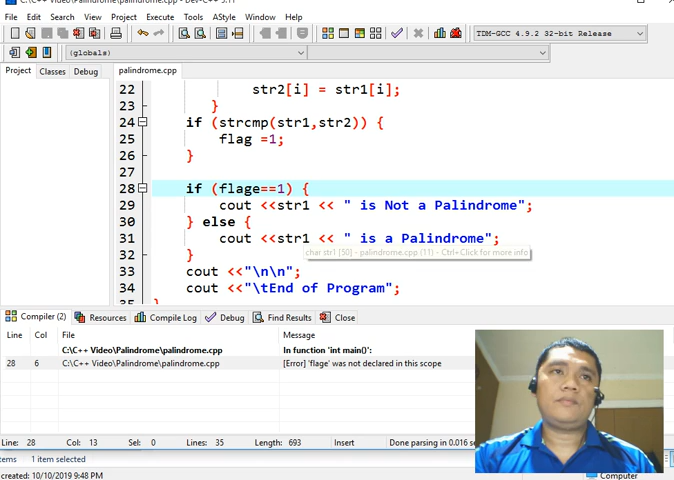 C:\C++ Video\Palindrome\palindrome.cpp - Dev-C++ 5.11
File Edit Search View Project Execute Tools AStyle Window Help
TDM-GCC 4.9.2 32-bit Release
(globals)
Project Classes Debug palindrome.cpp
22 str2[i] = str1[i];
23 }
24 if (strcmp(str1,str2)) {
25 flag =1;
26 }
27
28 if (flage==1) {
29 cout <<str1 << " is Not a Palindrome";
30 } else {
31 cout <<str1 << " is a Palindrome";
char str1 [50] - palindrome.cpp (11) - Ctrl+Click for more info
32 }
33 cout <<"\n\n";
34 cout <<"\tEnd of Program";
35 }
Compiler (2) Resources Compile Log Debug Find Results Close
Line Col File Message
C:\C++ Video\Palindrome\palindrome.cpp In function 'int main()':
28 6 C:\C++ Video\Palindrome\palindrome.cpp [Error] 'flage' was not declared in this scope
Line: 28 Col: 13 Sel: 0 Lines: 35 Length: 693 Insert Done parsing in 0.016 se
items 1 item selected
created: 10/10/2019 9:48 PM
Computer